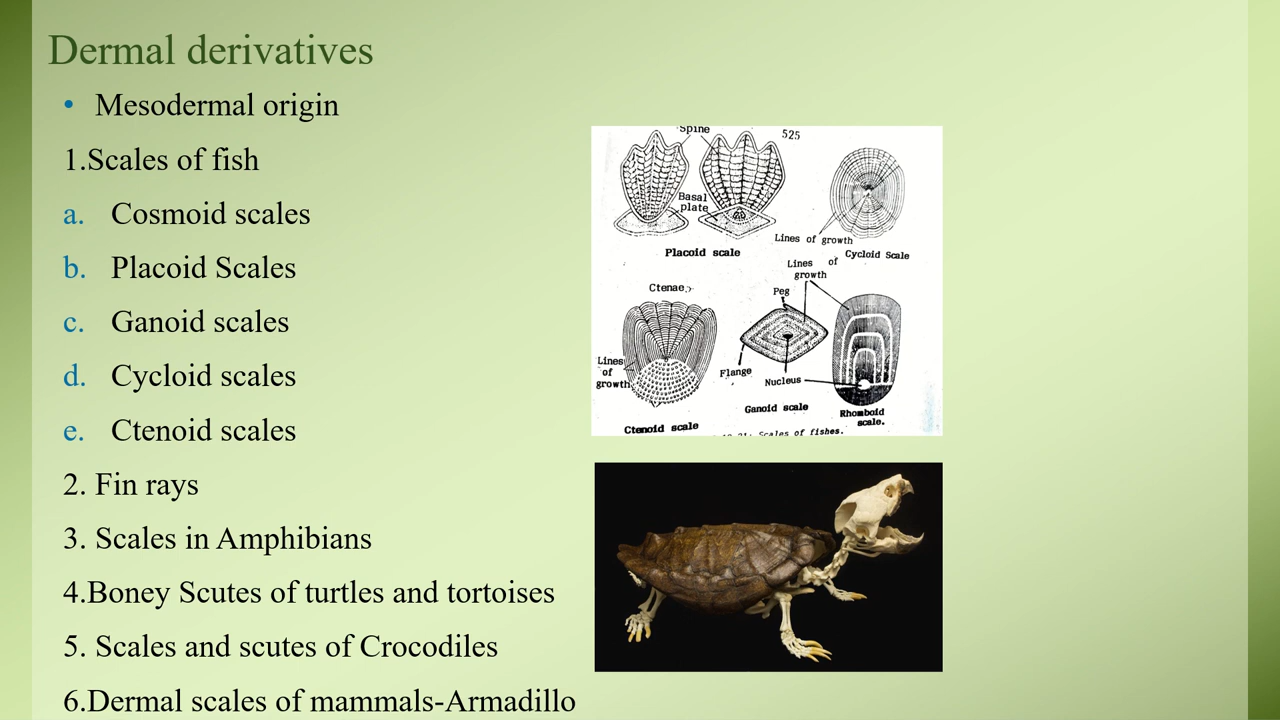 Dermal derivatives
• Mesodermal origin
1.Scales of fish
a. Cosmoid scales
b. Placoid Scales
c. Ganoid scales
d. Cycloid scales
e. Ctenoid scales
2. Fin rays
3. Scales in Amphibians
4.Boney Scutes of turtles and tortoises
5. Scales and scutes of Crocodiles
6.Dermal scales of mammals-Armadillo
Spine
525
Basal
plate
Placoid scale
Lines of growth
Cycloid Scale
Lines of
growth
Ctenae
Peg
Lines
of
growth
Flange
Nucleus
Ctenoid scale
Ganoid scale
Rhomboid
scale.
Scales of fishes.